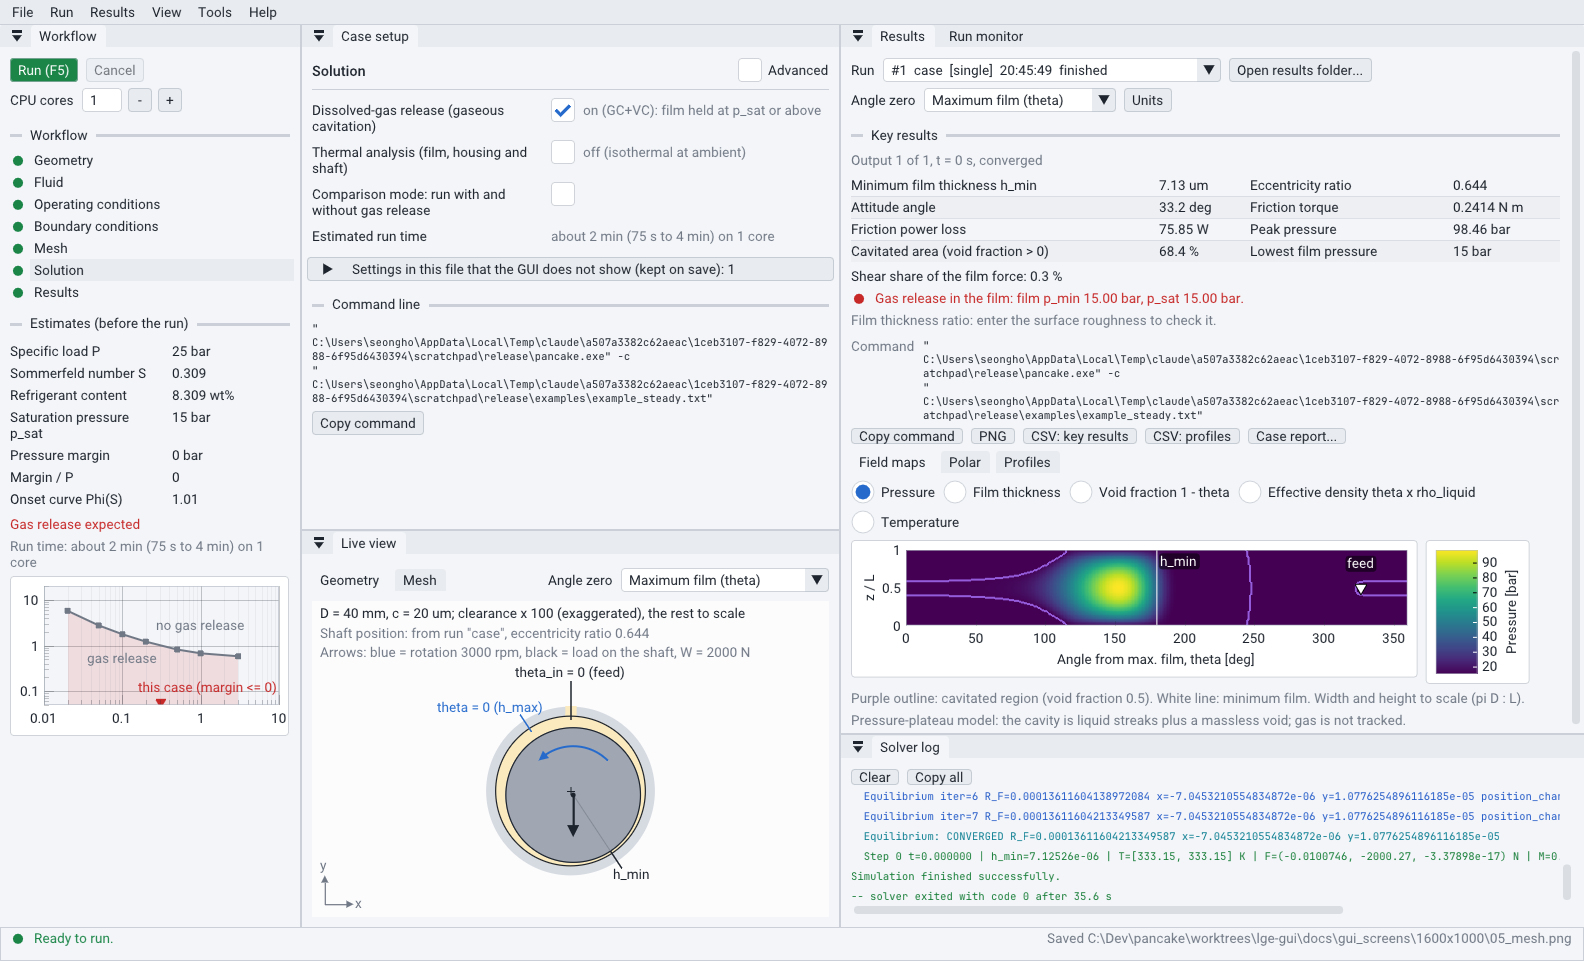 File Run Results View Tools Help
Workflow
Run (F5) Cancel
CPU cores 1 - +
Workflow
Geometry
Fluid
Operating conditions
Boundary conditions
Mesh
Solution
Results
Estimates (before the run)
Specific load P 25 bar
Sommerfeld number S 0.309
Refrigerant content 8.309 wt%
Saturation pressure 15 bar
p_sat
Pressure margin 0 bar
Margin / P 0
Onset curve Phi(S) 1.01
Gas release expected
Run time: about 2 min (75 s to 4 min) on 1
core
10
1
0.1
no gas release
gas release
this case (margin <= 0)
0.01 0.1 1 10
Case setup
Solution
Advanced
Dissolved-gas release (gaseous
cavitation)
on (GC+VC): film held at p_sat or above
Thermal analysis (film, housing and
shaft)
off (isothermal at ambient)
Comparison mode: run with and
without gas release
Estimated run time about 2 min (75 s to 4 min) on 1 core
Settings in this file that the GUI does not show (kept on save): 1
Command line
"
C:\Users\seongho\AppData\Local\Temp\claude\a507a3382c62aeac\1ceb3107-f829-4072-89
88-6f95d6430394\scratchpad\release\pancake.exe" -c
"
C:\Users\seongho\AppData\Local\Temp\claude\a507a3382c62aeac\1ceb3107-f829-4072-89
88-6f95d6430394\scratchpad\release\examples\example_steady.txt"
Copy command
Live view
Geometry Mesh Angle zero Maximum film (theta)
D = 40 mm, c = 20 um; clearance x 100 (exaggerated), the rest to scale
Shaft position: from run "case", eccentricity ratio 0.644
Arrows: blue = rotation 3000 rpm, black = load on the shaft, W = 2000 N
theta_in = 0 (feed)
theta = 0 (h_max)
h_min
y
x
Results Run monitor
Run #1 case [single] 20:45:49 finished Open results folder...
Angle zero Maximum film (theta) Units
Key results
Output 1 of 1, t = 0 s, converged
Minimum film thickness h_min 7.13 um Eccentricity ratio 0.644
Attitude angle 33.2 deg Friction torque 0.2414 N m
Friction power loss 75.85 W Peak pressure 98.46 bar
Cavitated area (void fraction > 0) 68.4 % Lowest film pressure 15 bar
Shear share of the film force: 0.3 %
Gas release in the film: film p_min 15.00 bar, p_sat 15.00 bar.
Film thickness ratio: enter the surface roughness to check it.
Command "
C:\Users\seongho\AppData\Local\Temp\claude\a507a3382c62aeac\1ceb3107-f829-4072-8988-6f95d6430394\scr
atchpad\release\pancake.exe" -c
"
C:\Users\seongho\AppData\Local\Temp\claude\a507a3382c62aeac\1ceb3107-f829-4072-8988-6f95d6430394\scr
atchpad\release\examples\example_steady.txt"
Copy command PNG CSV: key results CSV: profiles Case report...
Field maps Polar Profiles
Pressure Film thickness Void fraction 1 - theta Effective density theta x rho_liquid
Temperature
z / L
1
0.5
0
h_min
feed
0 50 100 150 200 250 300 350
Angle from max. film, theta [deg]
90
80
70
60
50
40
30
20
Pressure [bar]
Purple outline: cavitated region (void fraction 0.5). White line: minimum film. Width and height to scale (pi D : L).
Pressure-plateau model: the cavity is liquid streaks plus a massless void; gas is not tracked.
Solver log
Clear Copy all
Equilibrium iter=6 R_F=0.00013611604138972084 x=-7.0453210554834872e-06 y=1.0776254896116185e-05 position_char
Equilibrium iter=7 R_F=0.00013611604213349587 x=-7.0453210554834872e-06 y=1.0776254896116185e-05 position_char
Equilibrium: CONVERGED R_F=0.00013611604213349587 x=-7.0453210554834872e-06 y=1.0776254896116185e-05
Step 0 t=0.000000 | h_min=7.12526e-06 | T=[333.15, 333.15] K | F=(-0.0100746, -2000.27, -3.37898e-17) N | M=0.
Simulation finished successfully.
-- solver exited with code 0 after 35.6 s
Ready to run.
Saved C:\Dev\pancake\worktrees\lge-gui\docs\gui_screens\1600x1000\05_mesh.png